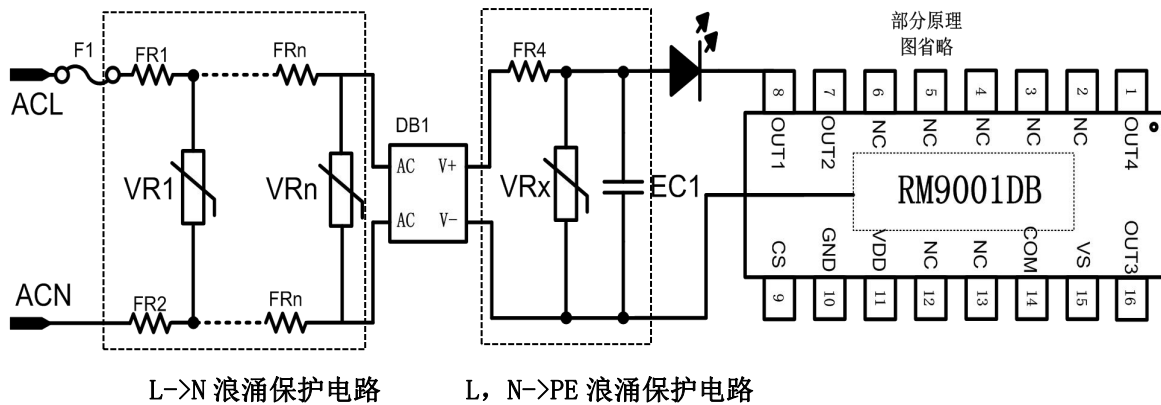 部分原理
图省略
F1
FR1
FRn
FR4
ACL
DB1
AC
V+
AC
V-
VR1
VRn
VRx
EC1
ACN
FR2
FRn
8
7
6
5
4
3
2
1
OUT1
OUT2
NC
NC
NC
NC
NC
OUT4
RM9001DB
CS
GND
VDD
NC
NC
COM
VS
OUT3
9
10
11
12
13
14
15
16
L->N 浪涌保护电路
L, N->PE 浪涌保护电路